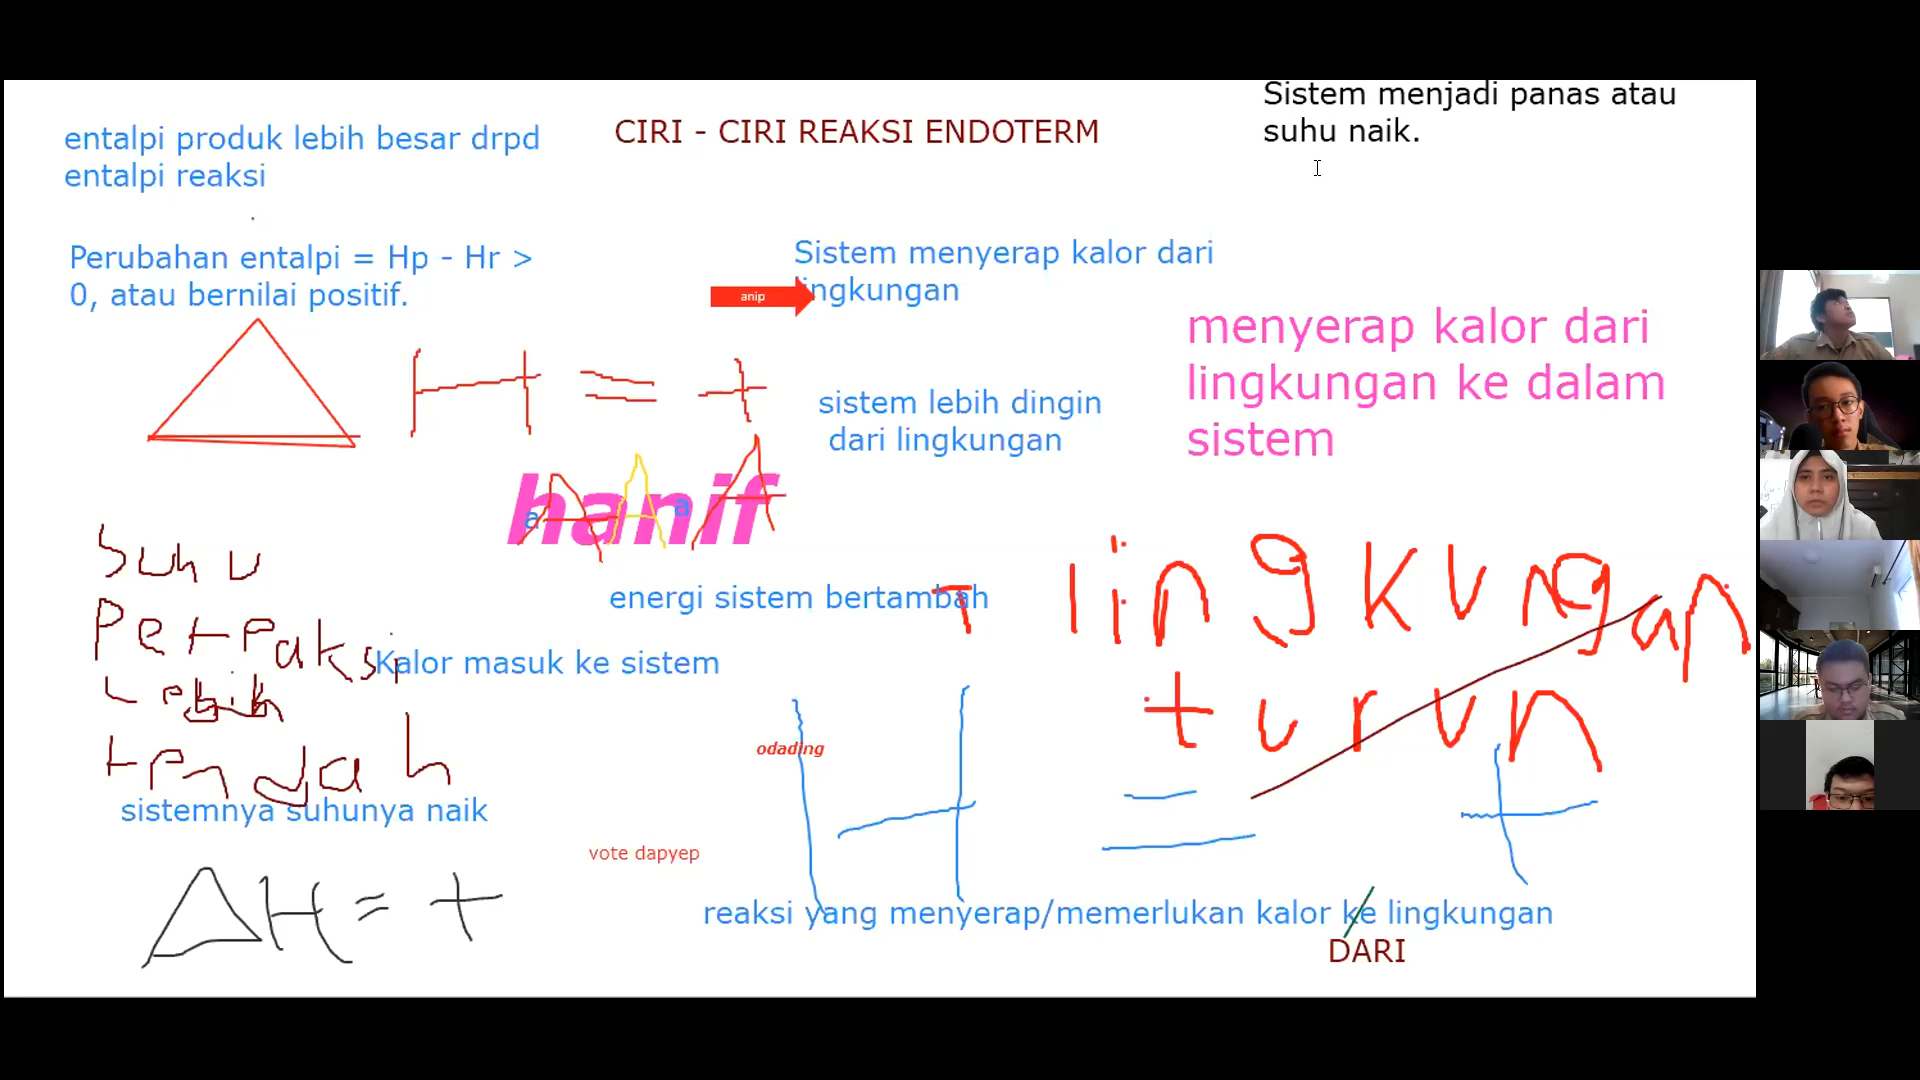 Sistem menjadi panas atau
suhu naik.
CIRI - CIRI REAKSI ENDOTERM
entalpi produk lebih besar drpd
entalpi reaksi
Perubahan entalpi = Hp - Hr >
0, atau bernilai positif.
Sistem menyerap kalor dari
lingkungan
anip
menyerap kalor dari
lingkungan ke dalam
sistem
H = +
sistem lebih dingin
dari lingkungan
hanif
A A A
a a
Suhu
Pereaksi
Lebih
rendah
energi sistem bertambah
T lingkungan
turun
Kalor masuk ke sistem
odading
H = +
sistemnya suhunya naik
vote dapyep
ΔH = +
reaksi yang menyerap/memerlukan kalor ke lingkungan
DARI